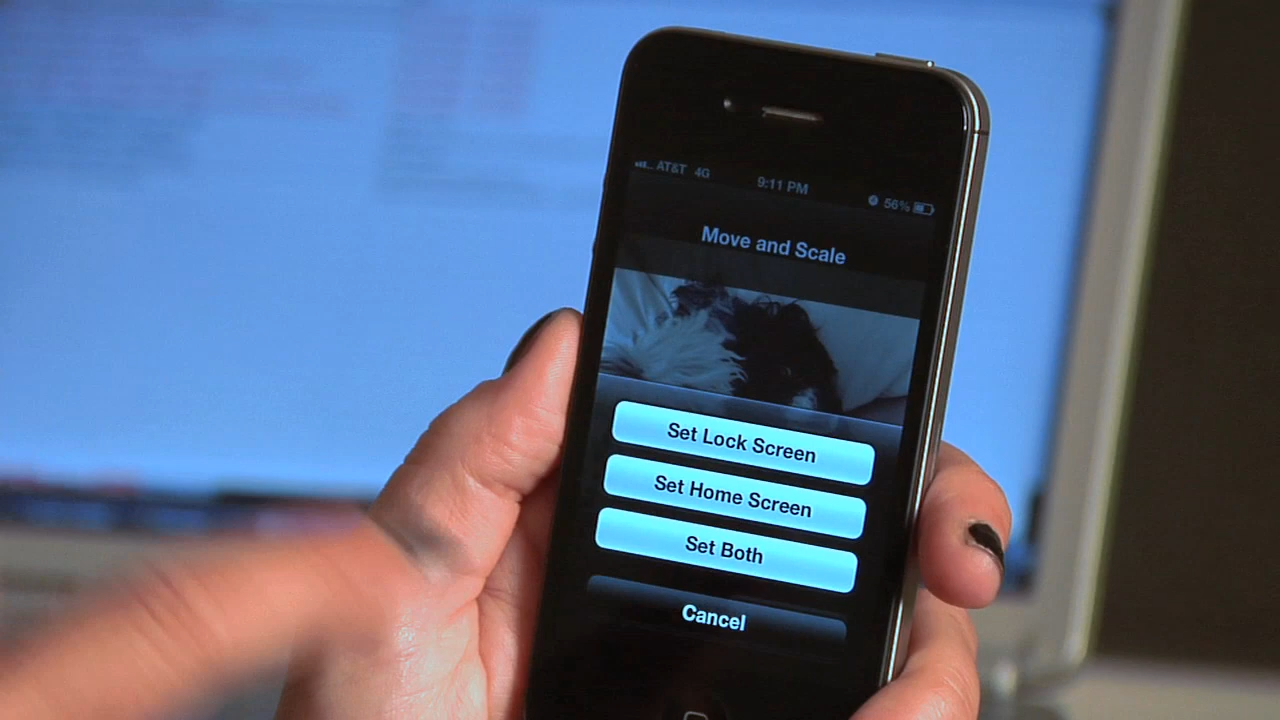 AT&T 4G 9:11 PM 56%
Move and Scale
Set Lock Screen
Set Home Screen
Set Both
Cancel